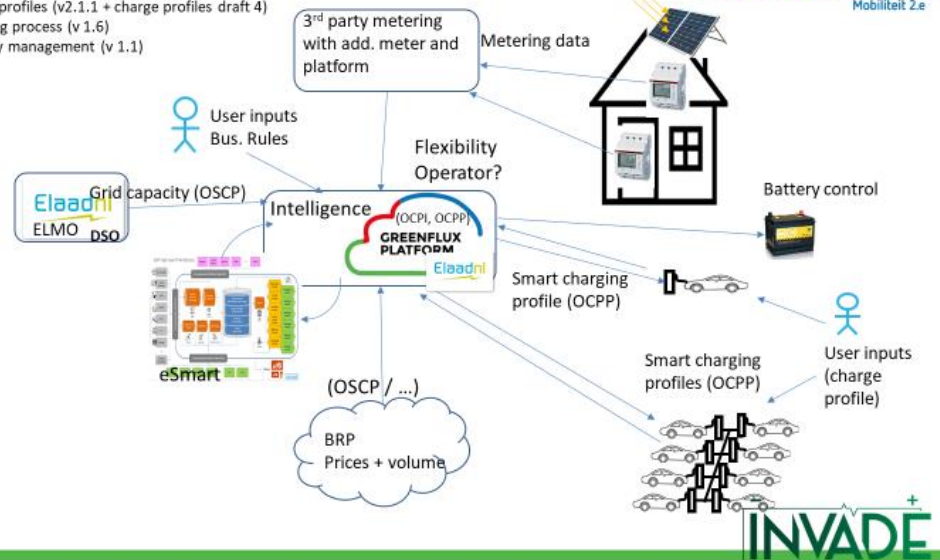 profiles (v2.1.1 + charge profiles draft 4)
g process (v 1.6)
management (v 1.1)
Mobiliteit 2.e
3rd party metering
with add. meter and
platform
Metering data
User inputs
Bus. Rules
Flexibility
Operator?
Grid capacity (OSCP)
Elaadnl
ELMO
DSO
Intelligence
(OCPI, OCPP)
GREENFLUX
PLATFORM
Elaadnl
Battery control
Smart charging
profile (OCPP)
eSmart
User inputs
(charge
profile)
Smart charging
profiles (OCPP)
(OSCP / ...)
BRP
Prices + volume
INVADE